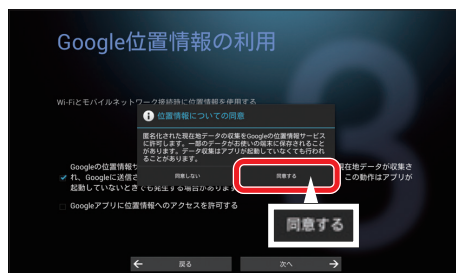 Google位置情報の利用
Wi-Fiとモバイルネットワーク接続時に位置情報を使用する
位置情報についての同意
匿名化された現在地データの収集をGoogleの位置情報サービス
に許可します。一部のデータがお使いの端末に保存されること
があります。データ収集はアプリが起動していなくても行われ
ることがあります。
同意しない
同意する
Googleの位置情報サ
現在地データが収集さ
れ、Googleに送信さ
この動作はアプリが
起動していないときでも発生する場合があります
Googleアプリに位置情報へのアクセスを許可する
同意する
戻る
次へ